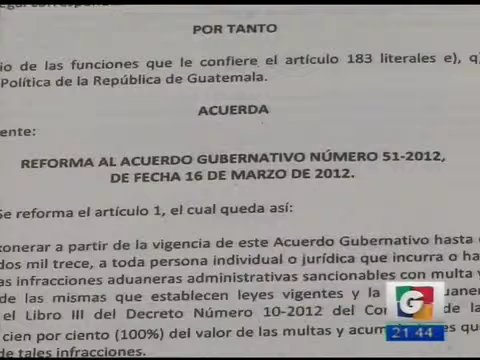 POR TANTO
io de las funciones que le confiere el artículo 183 literales e), q)
Política de la República de Guatemala.
ACUERDA
ente:
REFORMA AL ACUERDO GUBERNATIVO NÚMERO 51-2012,
DE FECHA 16 DE MARZO DE 2012.
Se reforma el artículo 1, el cual queda así:
conerar a partir de la vigencia de este Acuerdo Gubernativo hasta
dos mil trece, a toda persona individual o jurídica que incurra o ha
as infracciones aduaneras administrativas sancionables con multa y
de las mismas que establecen leyes vigentes y la
el Libro III del Decreto Número 10-2012 del de la
cien por ciento (100%) del valor de las multas y que
de tales infracciones.
G
21:44